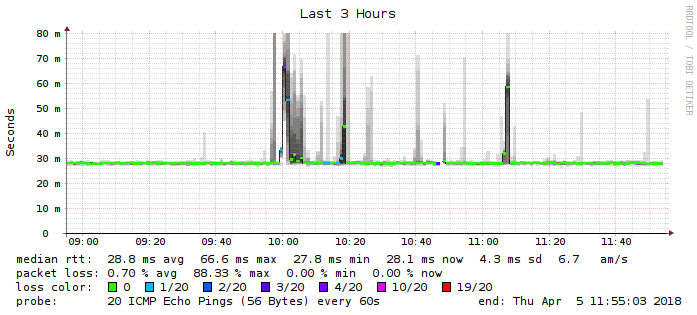 Last 3 Hours
RRDTOOL / TOBI OETIKER
80 m
70 m
60 m
50 m
40 m
30 m
20 m
10 m
0
Seconds
09:00 09:20 09:40 10:00 10:20 10:40 11:00 11:20 11:40
median rtt: 28.8 ms avg 66.6 ms max 27.8 ms min 28.1 ms now 4.3 ms sd 6.7 am/s
packet loss: 0.70 % avg 88.33 % max 0.00 % min 0.00 % now
loss color: 0 1/20 2/20 3/20 4/20 10/20 19/20
probe: 20 ICMP Echo Pings (56 Bytes) every 60s end: Thu Apr 5 11:55:03 2018